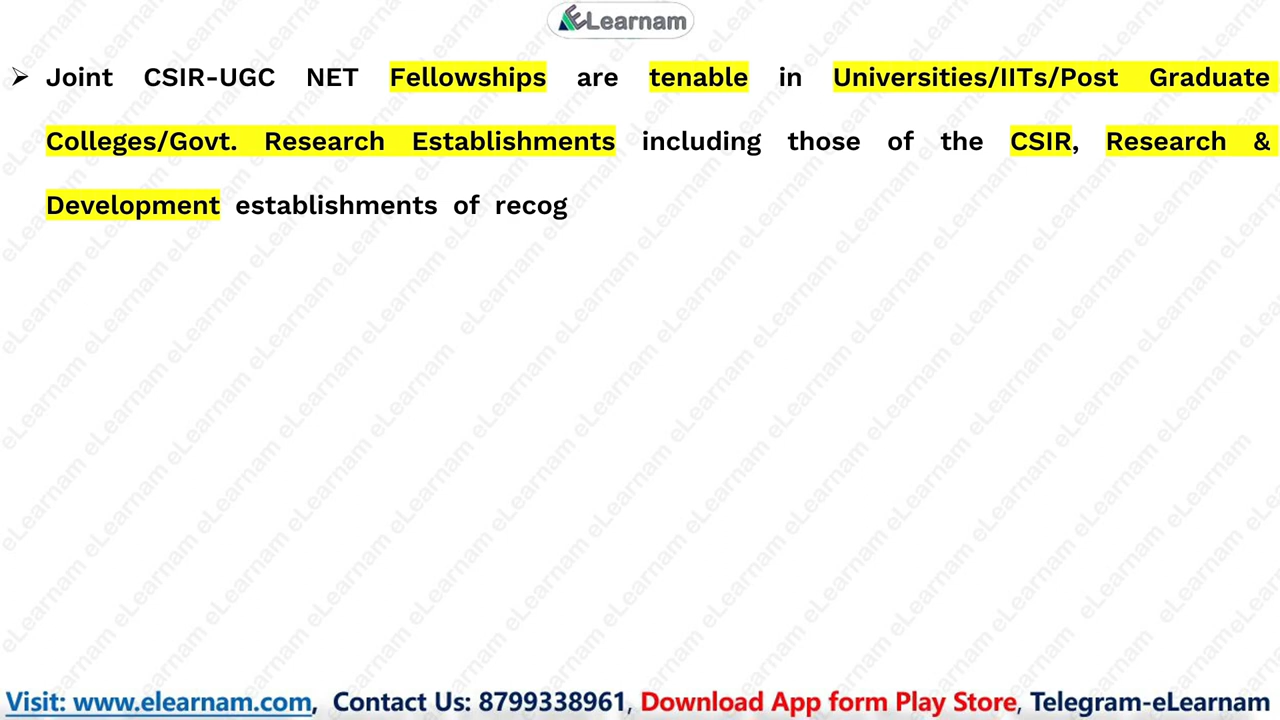 eLearnam
➢ Joint CSIR-UGC NET Fellowships are tenable in Universities/IITs/Post Graduate
Colleges/Govt. Research Establishments including those of the CSIR, Research &
Development establishments of recog
Visit: www.elearnam.com, Contact Us: 8799338961, Download App form Play Store, Telegram-eLearnam